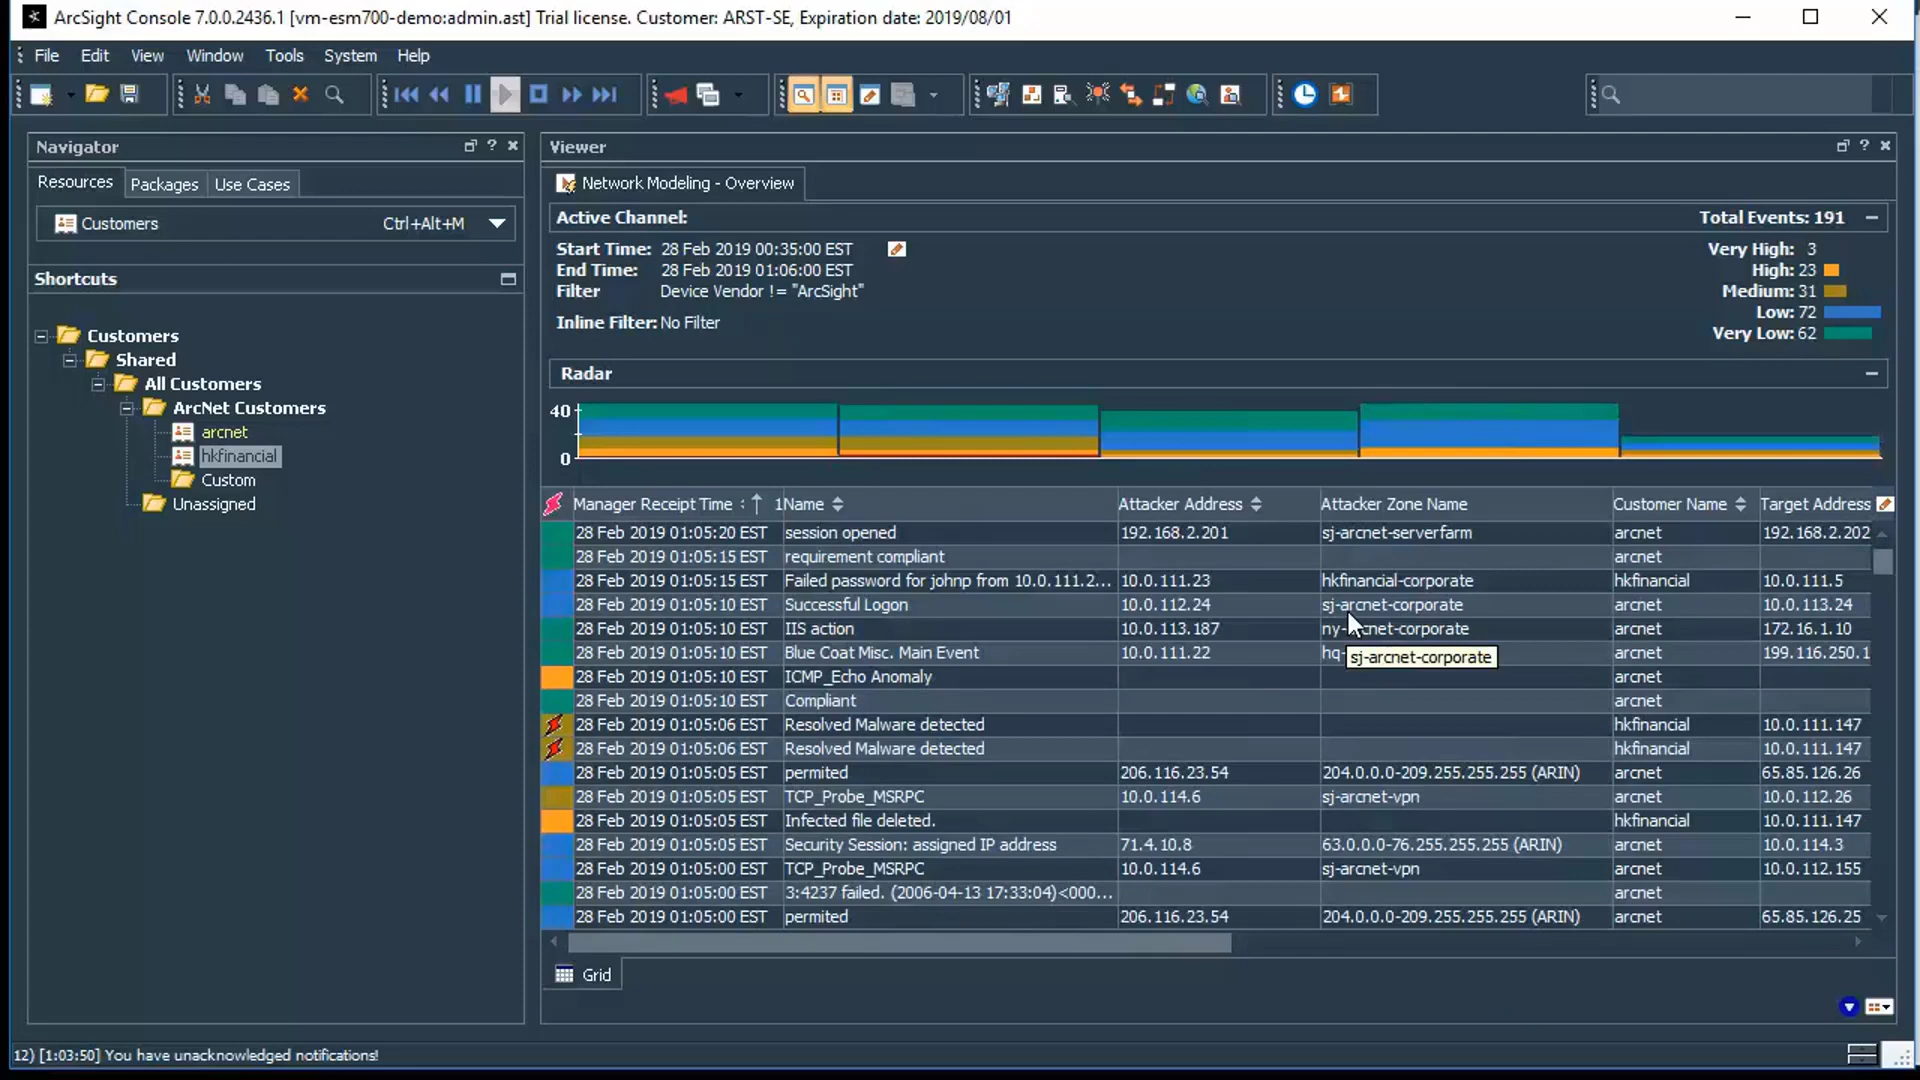 ArcSight Console 7.0.0.2436.1 [vm-esm700-demo:admin.ast] Trial license. Customer: ARST-SE, Expiration date: 2019/08/01
File Edit View Window Tools System Help
Navigator
Resources Packages Use Cases
Customers Ctrl+Alt+M
Shortcuts
Customers
Shared
All Customers
ArcNet Customers
arcnet
hkfinancial
Custom
Unassigned
Viewer
Network Modeling - Overview
Active Channel: Total Events: 191
Start Time: 28 Feb 2019 00:35:00 EST
End Time: 28 Feb 2019 01:06:00 EST
Filter Device Vendor != "ArcSight"
Inline Filter: No Filter
Very High: 3
High: 23
Medium: 31
Low: 72
Very Low: 62
Radar
40
0
Manager Receipt Time 1 Name Attacker Address Attacker Zone Name Customer Name Target Address
28 Feb 2019 01:05:20 EST session opened 192.168.2.201 sj-arcnet-serverfarm arcnet 192.168.2.202
28 Feb 2019 01:05:15 EST requirement compliant arcnet
28 Feb 2019 01:05:15 EST Failed password for johnp from 10.0.111.2... 10.0.111.23 hkfinancial-corporate hkfinancial 10.0.111.5
28 Feb 2019 01:05:10 EST Successful Logon 10.0.112.24 sj-arcnet-corporate arcnet 10.0.113.24
28 Feb 2019 01:05:10 EST IIS action 10.0.113.187 ny-arcnet-corporate arcnet 172.16.1.10
28 Feb 2019 01:05:10 EST Blue Coat Misc. Main Event 10.0.111.22 hq- arcnet 199.116.250.1
sj-arcnet-corporate
28 Feb 2019 01:05:10 EST ICMP_Echo Anomaly arcnet
28 Feb 2019 01:05:10 EST Compliant arcnet
28 Feb 2019 01:05:06 EST Resolved Malware detected hkfinancial 10.0.111.147
28 Feb 2019 01:05:06 EST Resolved Malware detected hkfinancial 10.0.111.147
28 Feb 2019 01:05:05 EST permited 206.116.23.54 204.0.0.0-209.255.255.255 (ARIN) arcnet 65.85.126.26
28 Feb 2019 01:05:05 EST TCP_Probe_MSRPC 10.0.114.6 sj-arcnet-vpn arcnet 10.0.112.26
28 Feb 2019 01:05:05 EST Infected file deleted. hkfinancial 10.0.111.147
28 Feb 2019 01:05:05 EST Security Session: assigned IP address 71.4.10.8 63.0.0.0-76.255.255.255 (ARIN) arcnet 10.0.114.3
28 Feb 2019 01:05:00 EST TCP_Probe_MSRPC 10.0.114.6 sj-arcnet-vpn arcnet 10.0.112.155
28 Feb 2019 01:05:00 EST 3:4237 failed. (2006-04-13 17:33:04)<000... arcnet
28 Feb 2019 01:05:00 EST permited 206.116.23.54 204.0.0.0-209.255.255.255 (ARIN) arcnet 65.85.126.25
Grid
12) [1:03:50] You have unacknowledged notifications!